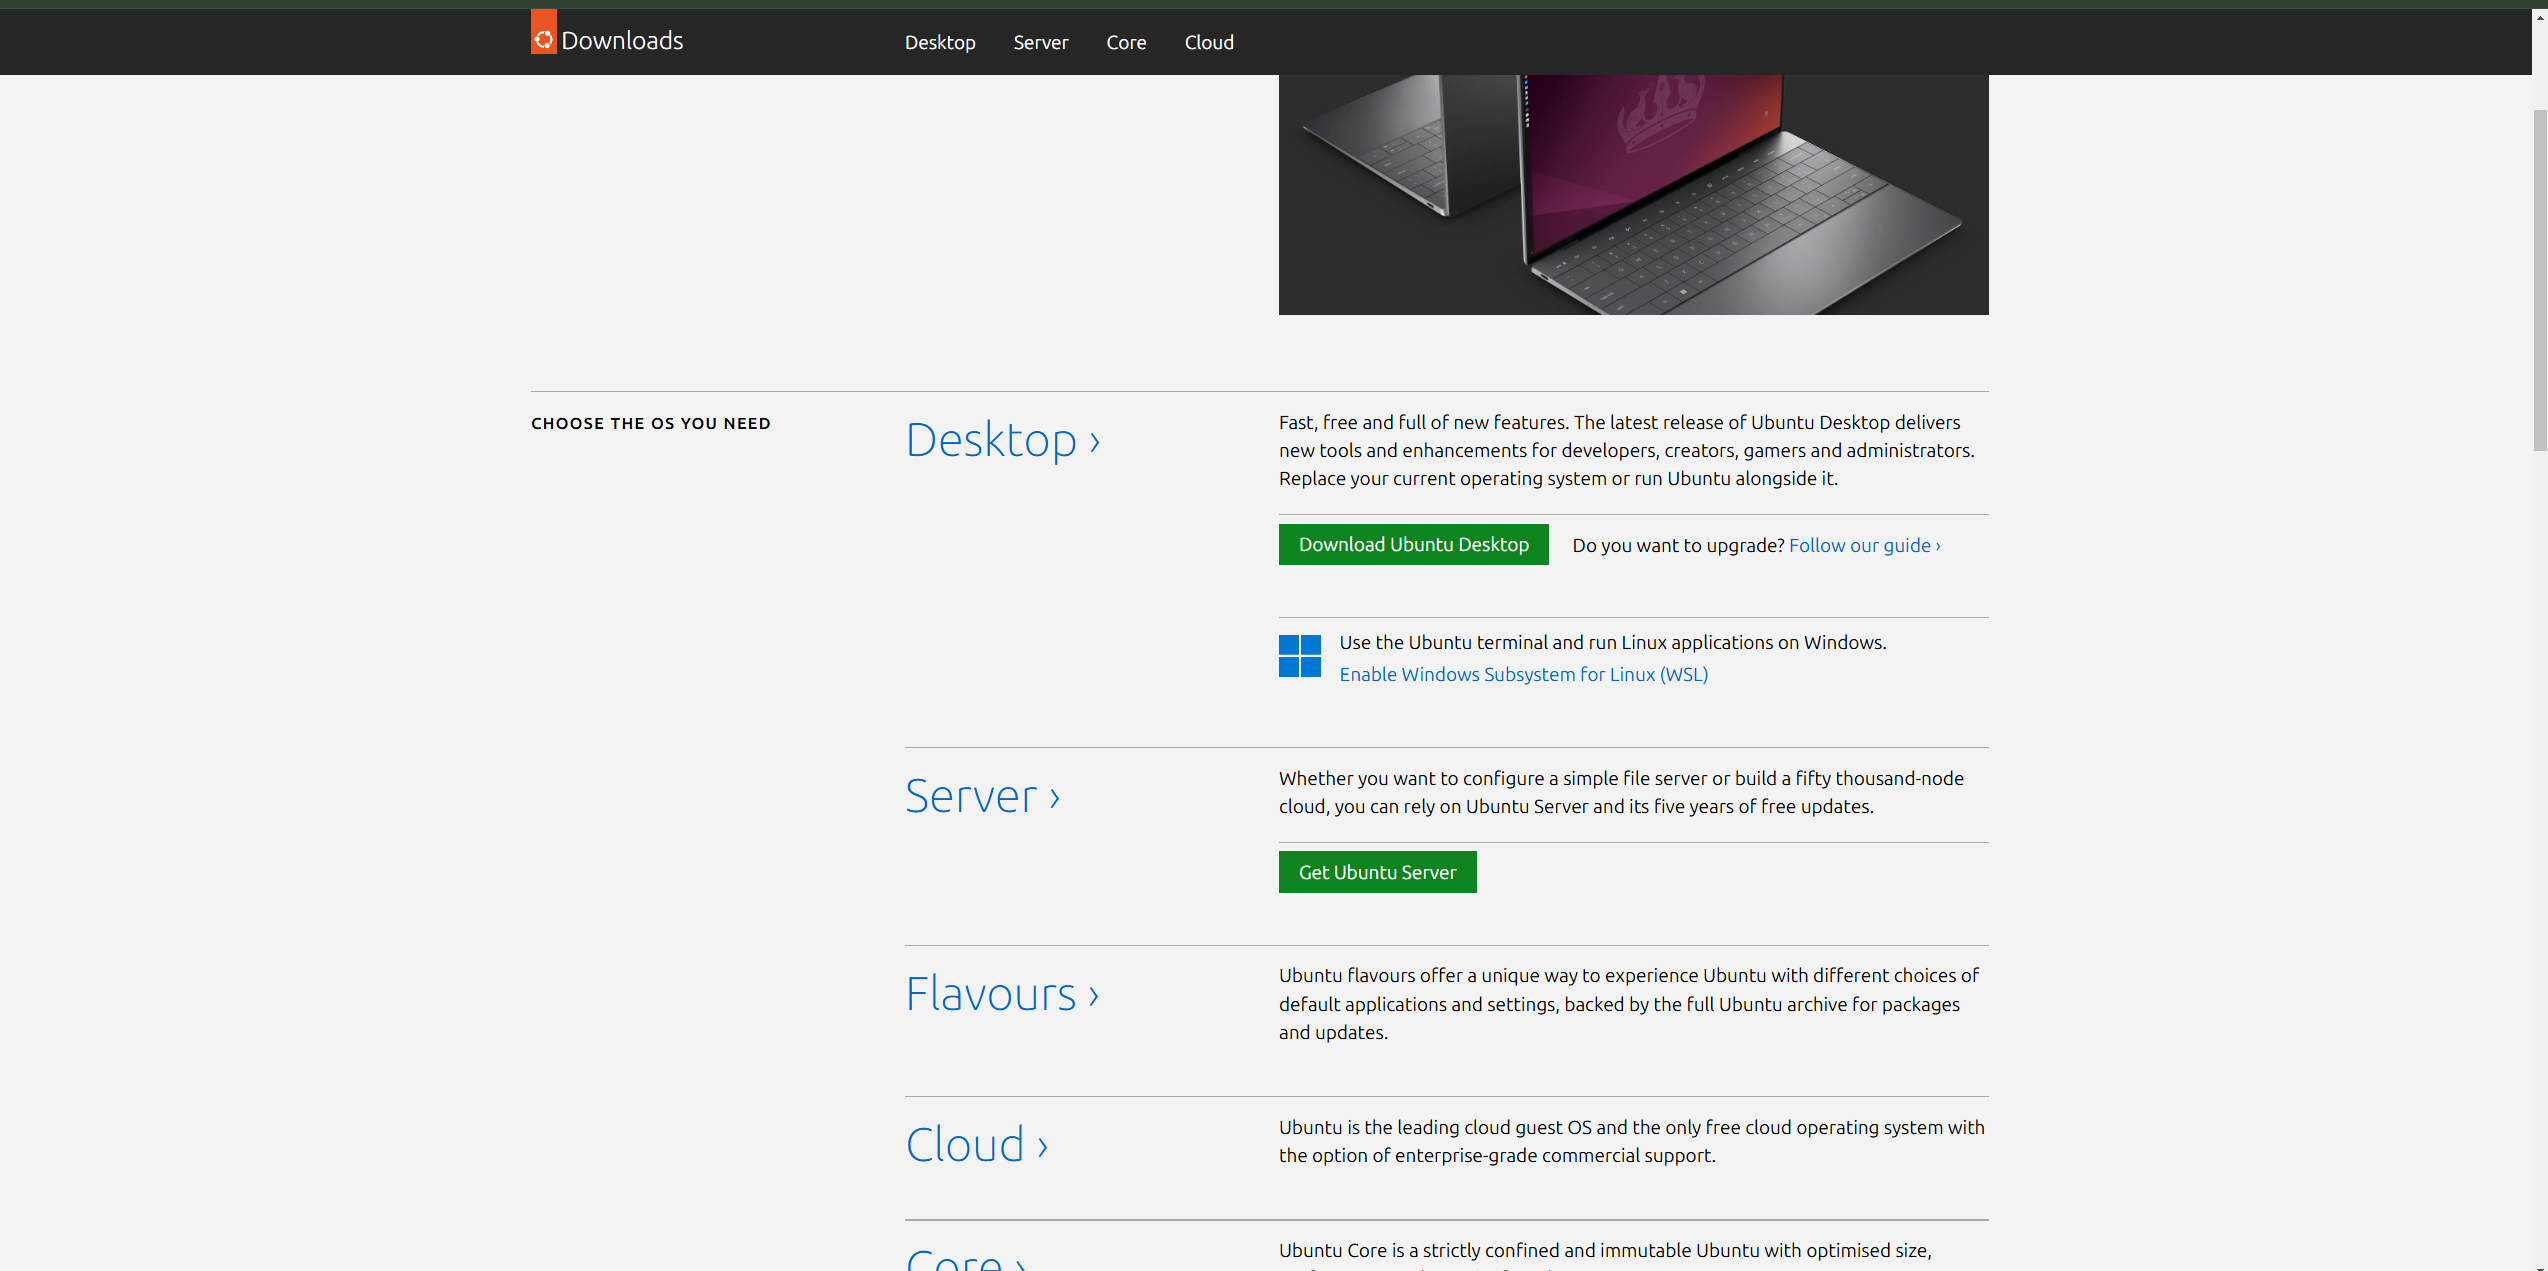 Downloads
Desktop
Server
Core
Cloud
CHOOSE THE OS YOU NEED
Desktop ›
Fast, free and full of new features. The latest release of Ubuntu Desktop delivers
new tools and enhancements for developers, creators, gamers and administrators.
Replace your current operating system or run Ubuntu alongside it.
Download Ubuntu Desktop
Do you want to upgrade? Follow our guide ›
Use the Ubuntu terminal and run Linux applications on Windows.
Enable Windows Subsystem for Linux (WSL)
Server ›
Whether you want to configure a simple file server or build a fifty thousand-node
cloud, you can rely on Ubuntu Server and its five years of free updates.
Get Ubuntu Server
Flavours ›
Ubuntu flavours offer a unique way to experience Ubuntu with different choices of
default applications and settings, backed by the full Ubuntu archive for packages
and updates.
Cloud ›
Ubuntu is the leading cloud guest OS and the only free cloud operating system with
the option of enterprise-grade commercial support.
Core ›
Ubuntu Core is a strictly confined and immutable Ubuntu with optimised size,